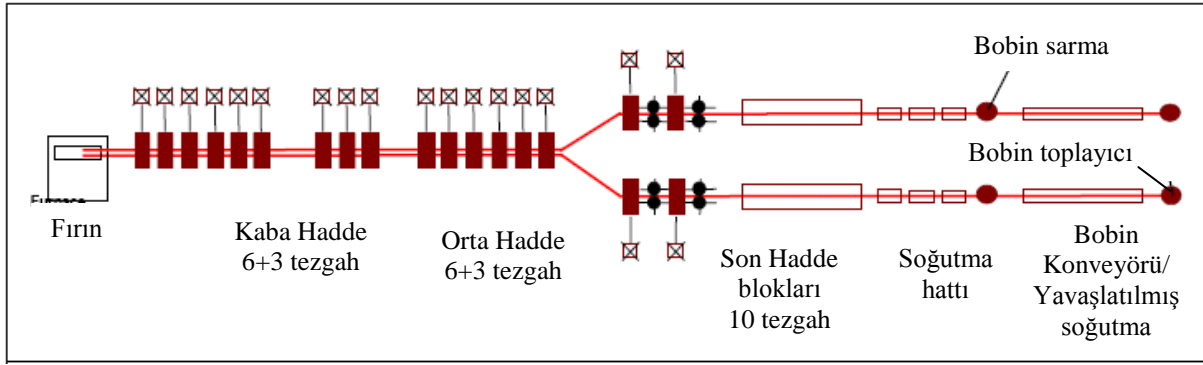 Bobin sarma
Bobin toplayıcı
Furnace
Fırın
Kaba Hadde
6+3 tezgah
Orta Hadde
6+3 tezgah
Son Hadde
blokları
10 tezgah
Soğutma
hattı
Bobin
Konveyörü/
Yavaşlatılmış
soğutma